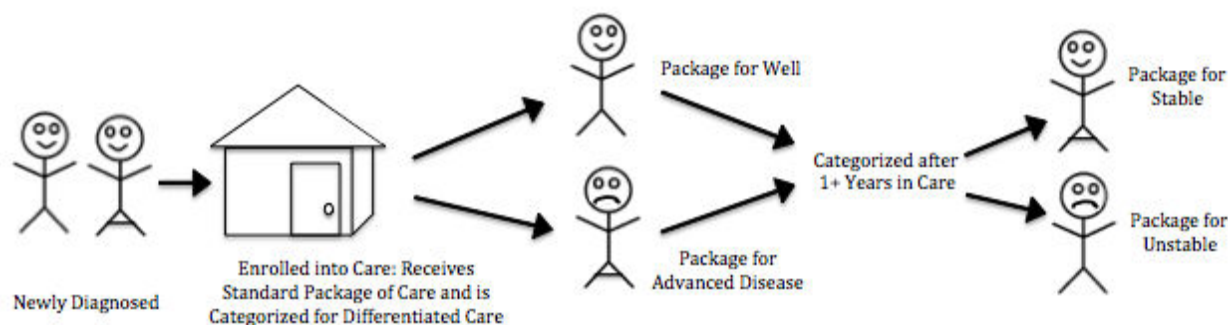 Newly Diagnosed
Enrolled into Care: Receives
Standard Package of Care and is
Categorized for Differentiated Care
Package for Well
Package for
Advanced Disease
Categorized after
1+ Years in Care
Package for
Stable
Package for
Unstable